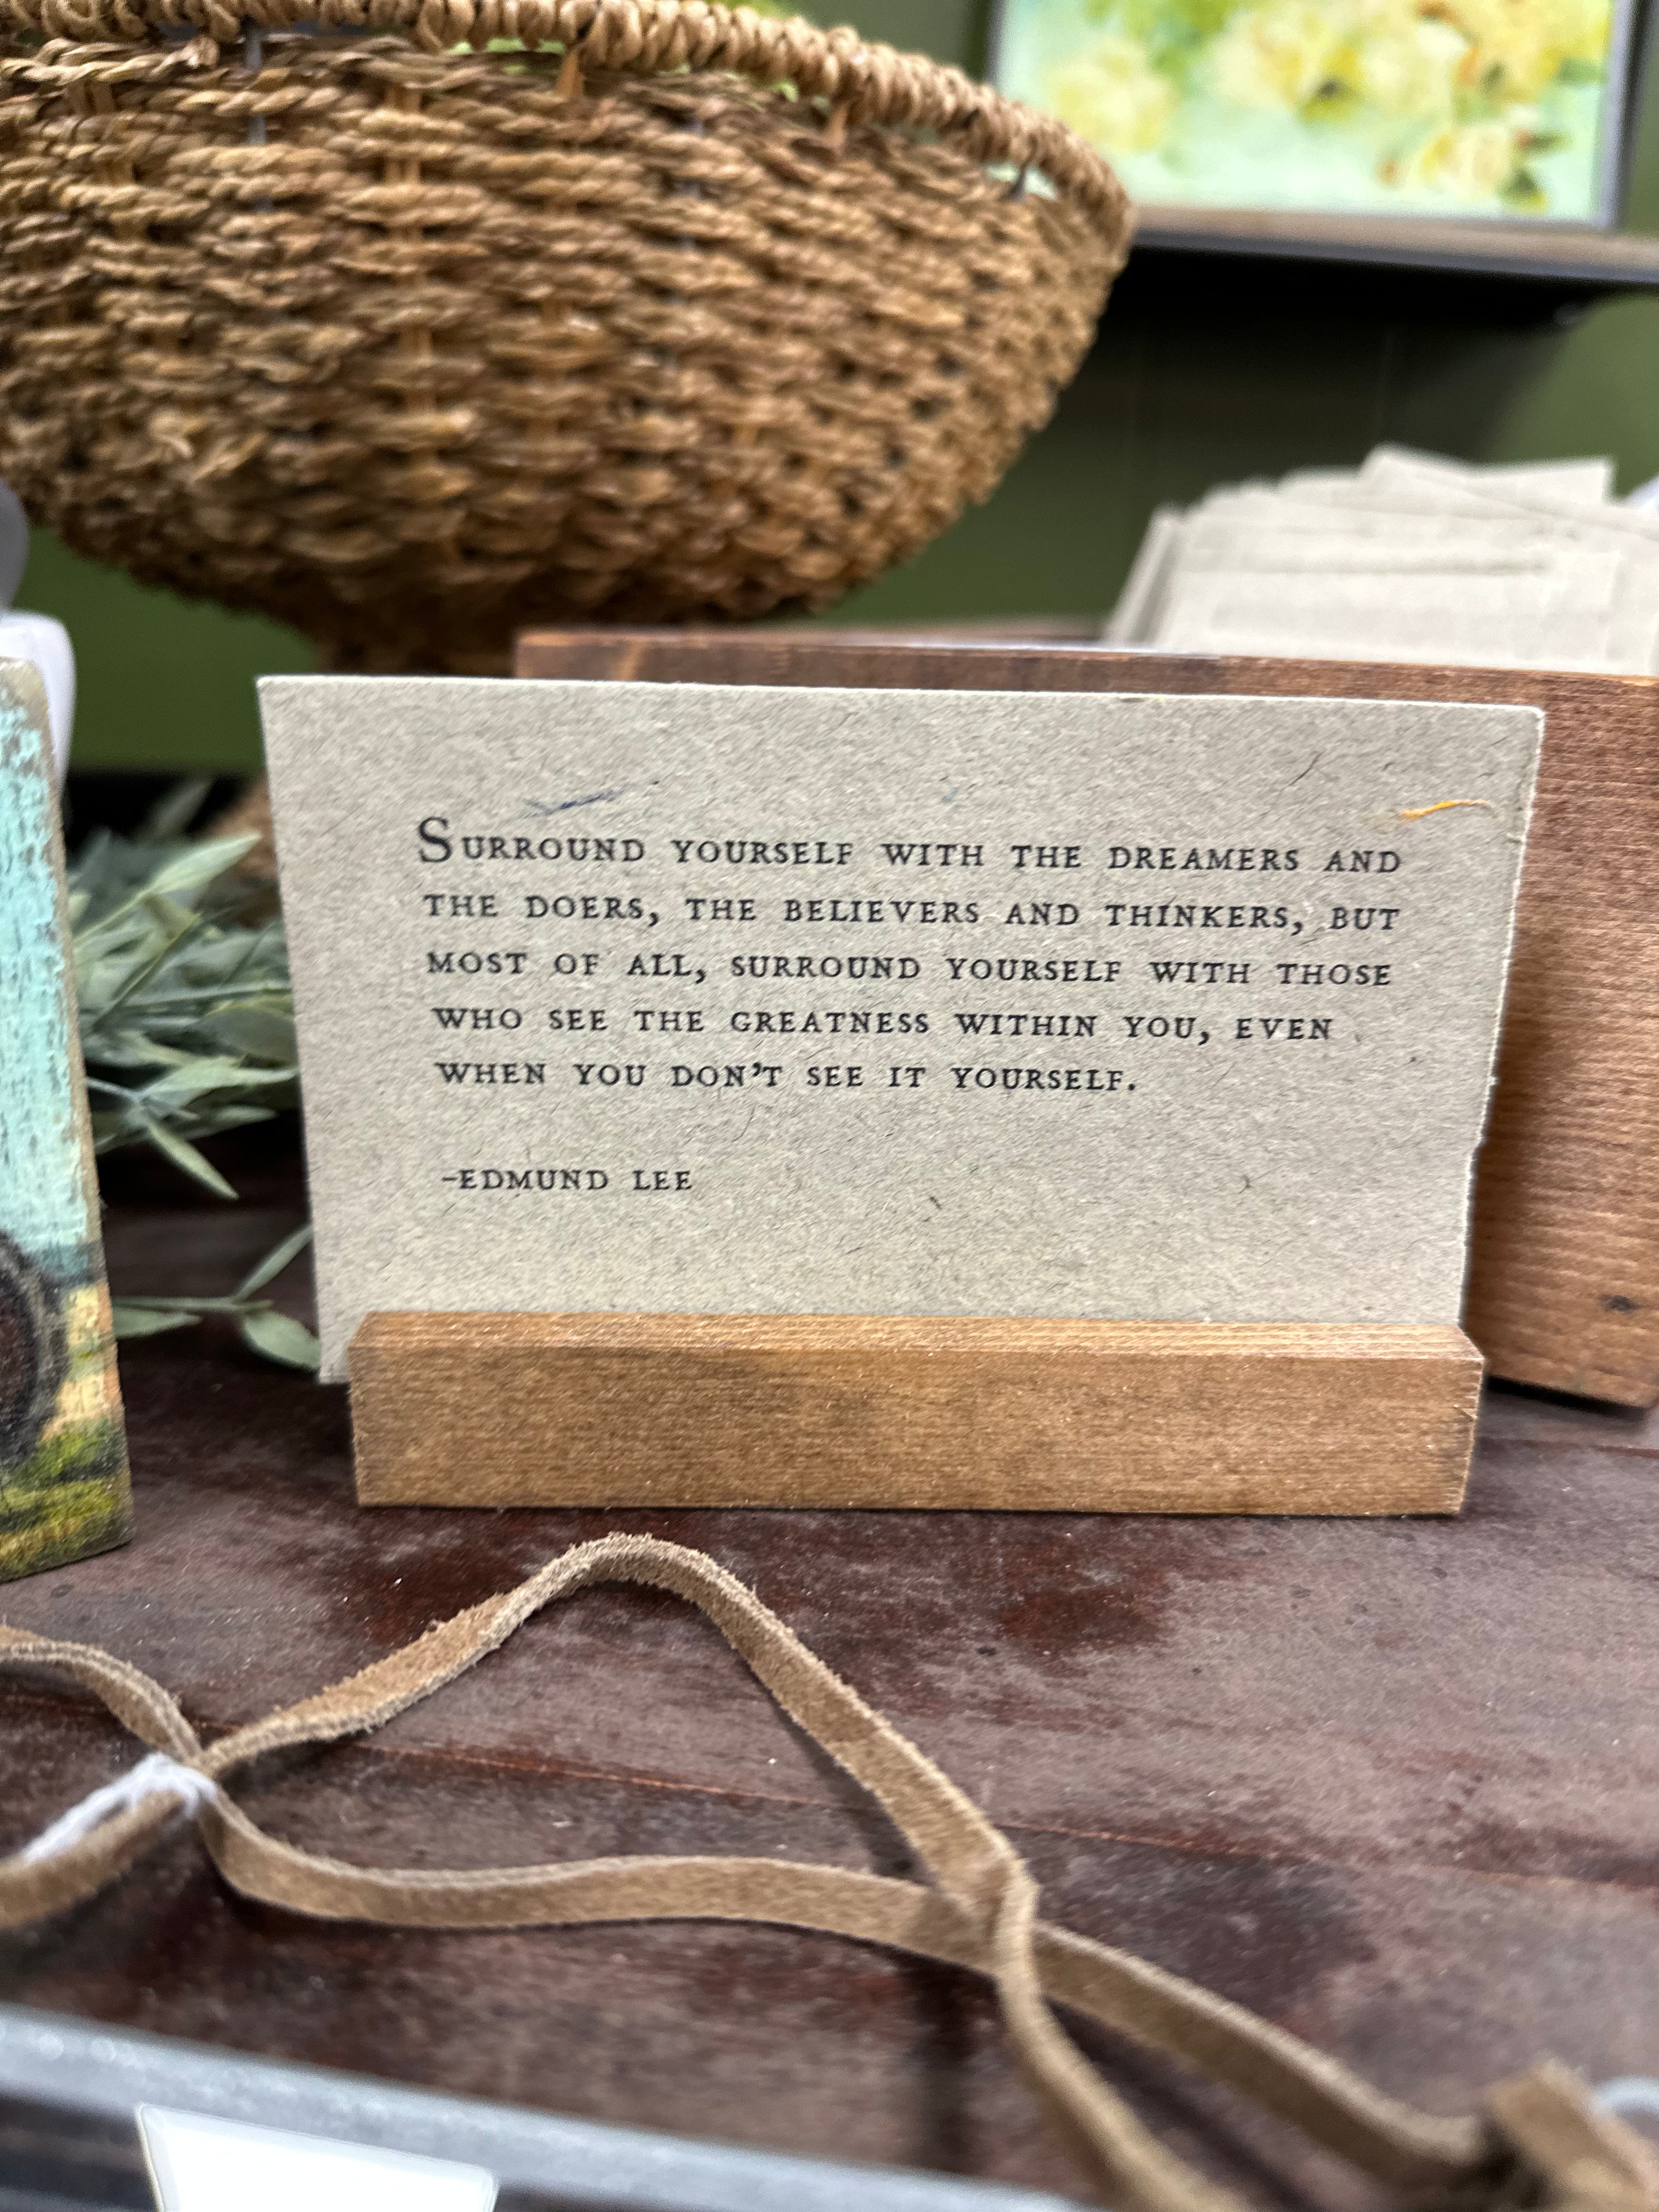 Surround yourself with the dreamers and
the doers, the believers and thinkers, but
most of all, surround yourself with those
who see the greatness within you, even
when you don't see it yourself.
-Edmund Lee